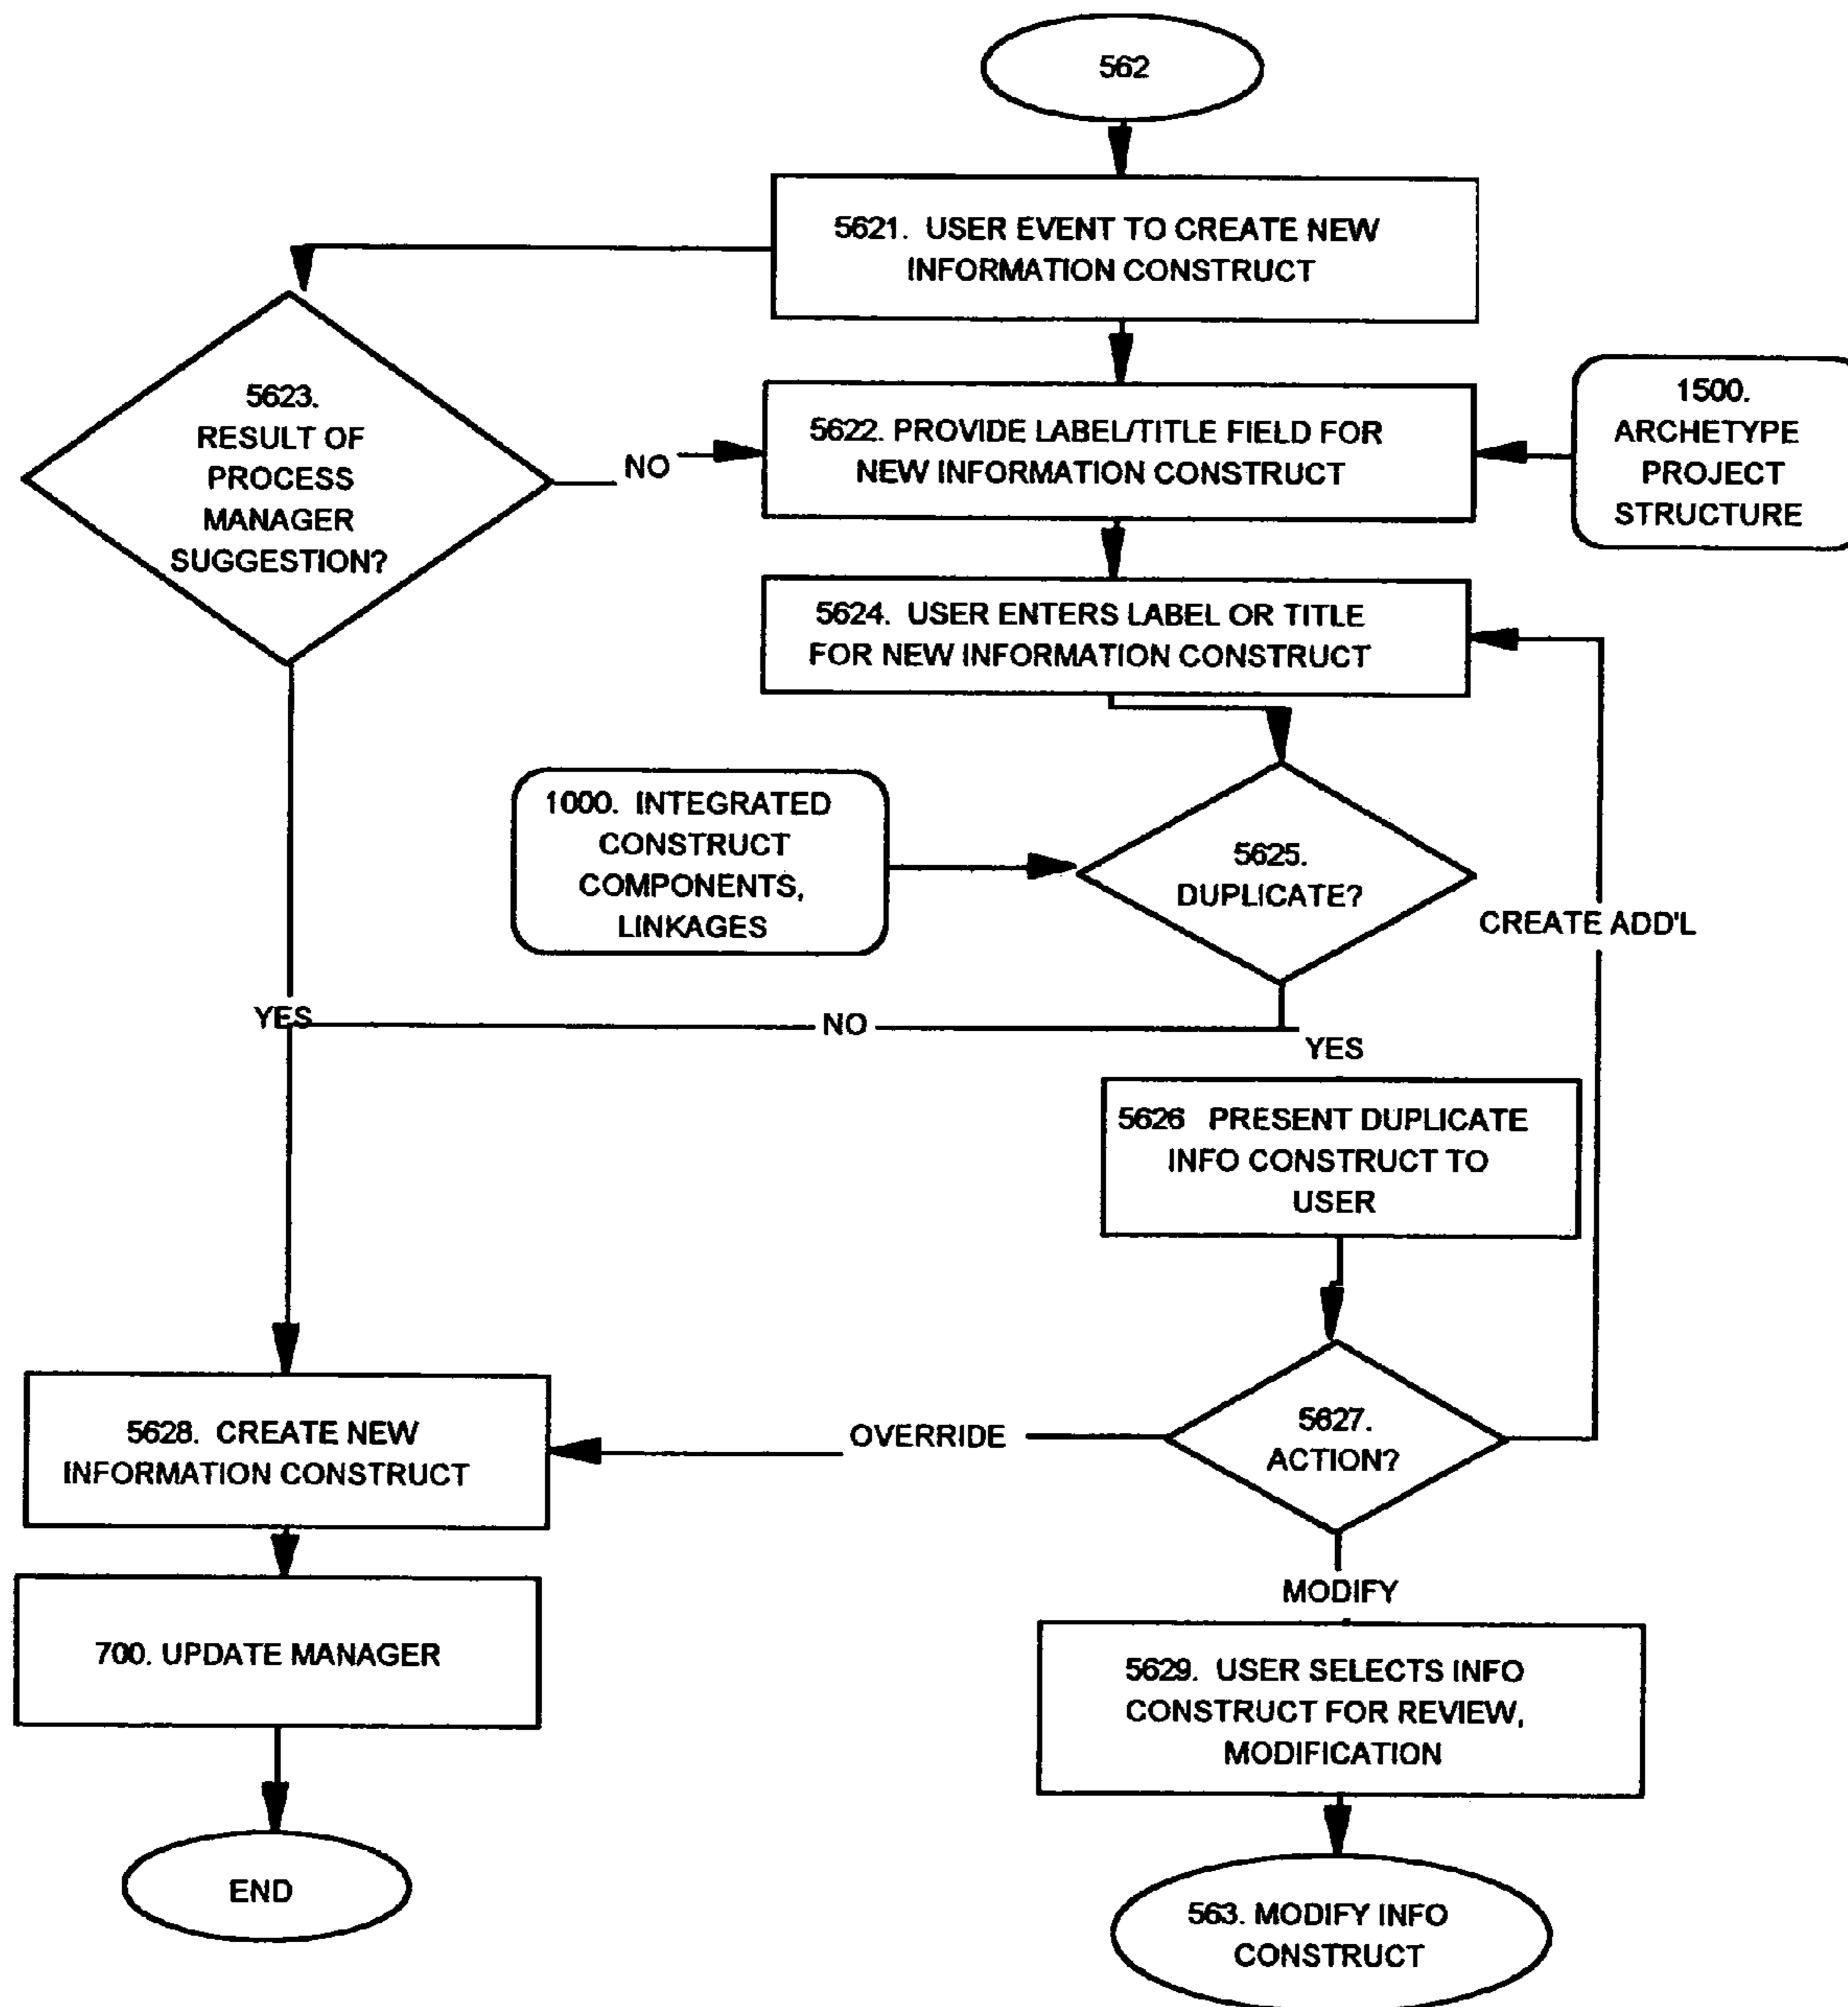 562
5621. USER EVENT TO CREATE NEW
INFORMATION CONSTRUCT
5623.
RESULT OF
PROCESS
MANAGER
SUGGESTION?
NO
5622. PROVIDE LABEL/TITLE FIELD FOR
NEW INFORMATION CONSTRUCT
1500.
ARCHETYPE
PROJECT
STRUCTURE
5624. USER ENTERS LABEL OR TITLE
FOR NEW INFORMATION CONSTRUCT
1000. INTEGRATED
CONSTRUCT
COMPONENTS,
LINKAGES
5625.
DUPLICATE?
CREATE ADD'L
YES
NO
YES
5626 PRESENT DUPLICATE
INFO CONSTRUCT TO
USER
5628. CREATE NEW
INFORMATION CONSTRUCT
OVERRIDE
5627.
ACTION?
MODIFY
700. UPDATE MANAGER
5629. USER SELECTS INFO
CONSTRUCT FOR REVIEW,
MODIFICATION
END
563. MODIFY INFO
CONSTRUCT